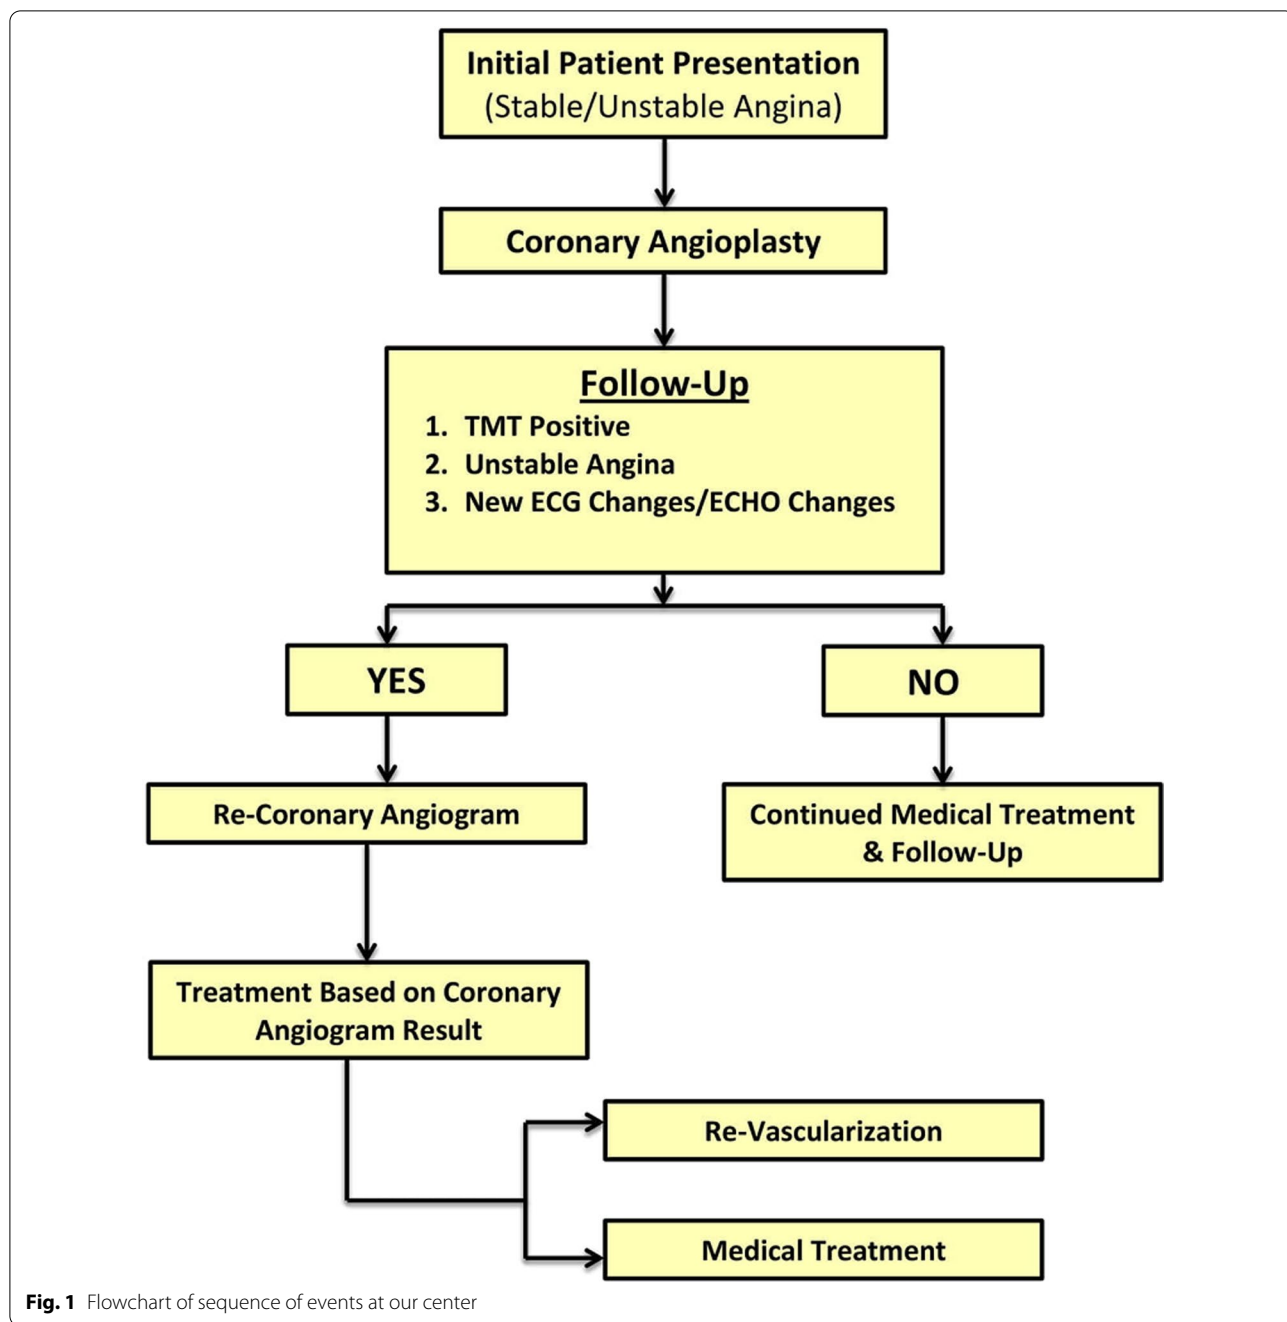 Initial Patient Presentation
(Stable/Unstable Angina)
Coronary Angioplasty
Follow-Up
1. TMT Positive
2. Unstable Angina
3. New ECG Changes/ECHO Changes
YES
NO
Re-Coronary Angiogram
Continued Medical Treatment
& Follow-Up
Treatment Based on Coronary
Angiogram Result
Re-Vascularization
Medical Treatment
Fig. 1 Flowchart of sequence of events at our center